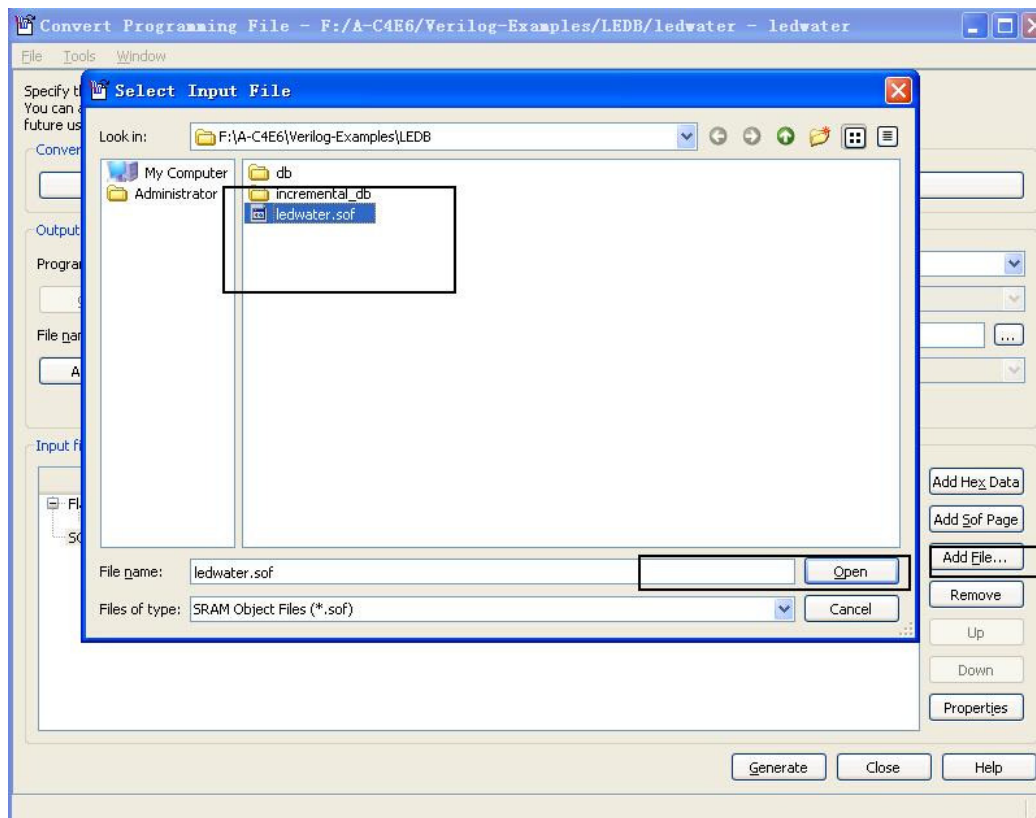 Convert Programming File - F:/A-C4E6/Verilog-Examples/LEDB/ledwater - ledwater
File Tools Window
Specify t
You can
future us
Select Input File
Look in: F:\A-C4E6\Verilog-Examples\LEDB
Conver
My Computer
Administrator
db
incremental_db
ledwater.sof
Output
Progra
File nar
A
Input fi
Fl
SO
Add Hex Data
Add Sof Page
Add File...
Remove
Up
Down
Properties
File name: ledwater.sof Open
Files of type: SRAM Object Files (*.sof) Cancel
Generate Close Help